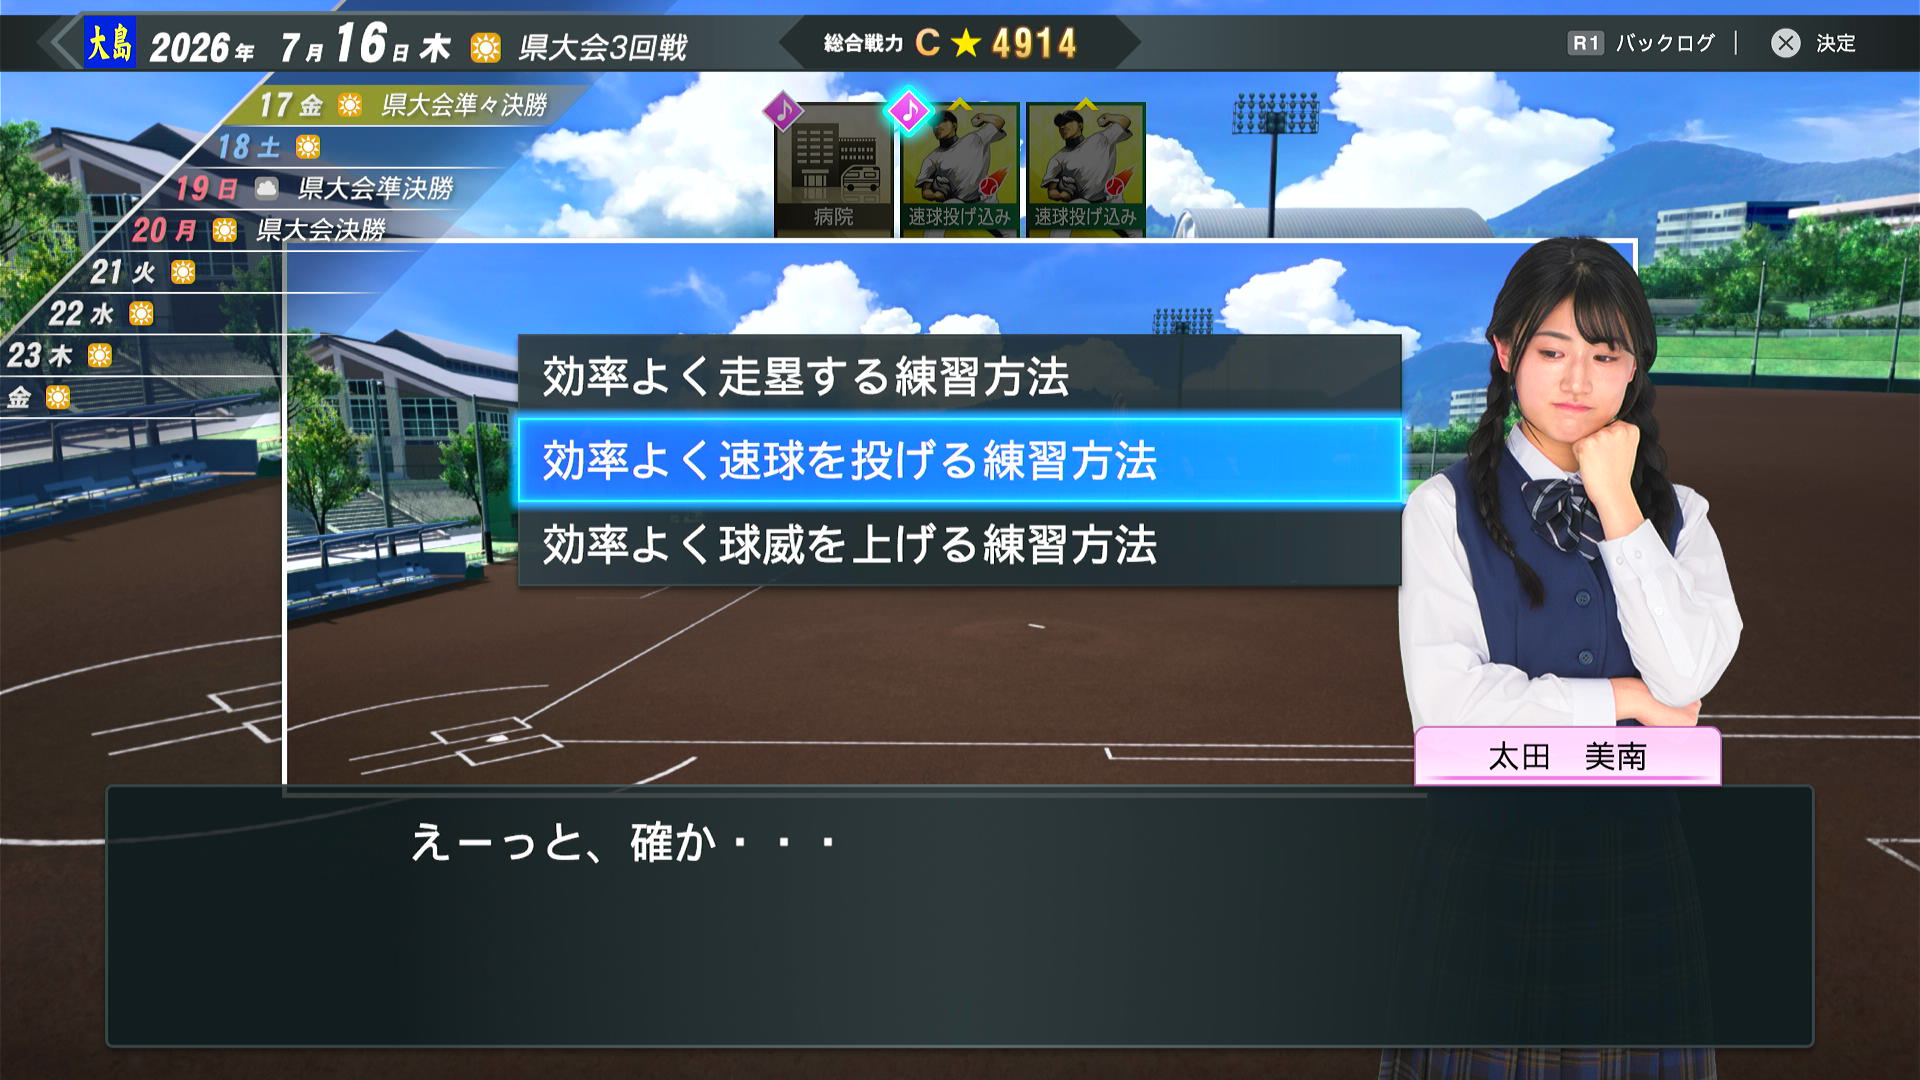 大島 2026年 7月16日 木 県大会3回戦
総合戦力 C ★ 4914
R1 バックログ | 決定
17 金 県大会準々決勝
18 土
19 日 県大会準決勝
20 月 県大会決勝
21 火
22 水
23 木
金
病院
速球投げ込み
速球投げ込み
効率よく走塁する練習方法
効率よく速球を投げる練習方法
効率よく球威を上げる練習方法
太田 美南
えーっと、確か・・・